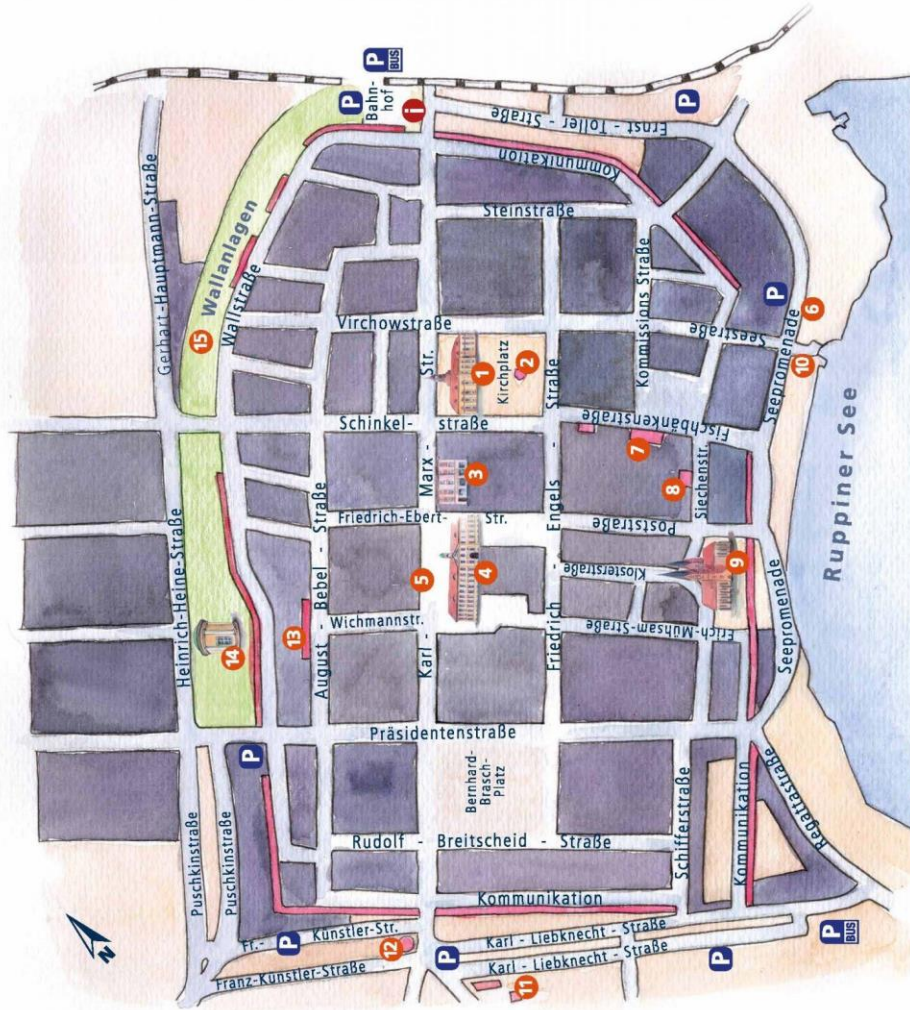 P
BUS
P
P
Bahn-
hof
i
Ernst - Toller - Straße
P
Gerhart-Hauptmann-Straße
Wallanlagen
Wallstraße
15
Kommunikation
Steinstraße
Virchowstraße
Kommissions Straße
Seestraße
P
Seepromenade
6
10
Str.
1
Kirchplatz
2
Straße
Schinkel-
straße
Fischbänkenstraße
7
3
Marx -
Engels -
8
Siechenstr.
Heinrich-Heine-Straße
Straße
Friedrich-Ebert-
Str.
Poststraße
Ruppiner See
Klosterstraße
9
5
4
14
13
Bebel -
August -
Wichmannstr.
Karl -
Friedrich -
Erich-Mühsam-Straße
Seepromenade
Präsidentenstraße
P
Bernhard-
Brasch-
Platz
Puschkinstraße
Puschkinstraße
Rudolf - Breitscheid - Straße
Schifferstraße
Kommunikation
Regattastraße
Kommunikation
N
Fr.-
Künstler-Str.
P
Franz-Künstler-Straße
12
P
Karl - Liebknecht - Straße
Karl - Liebknecht - Straße
11
P
P
BUS